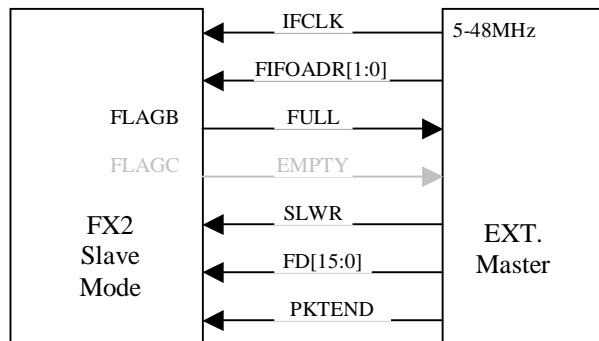 IFCLK
5-48MHz
FIFOADR[1:0]
FLAGB
FULL
FLAGC
EMPTY
SLWR
FX2
Slave
Mode
EXT.
Master
FD[15:0]
PKTEND